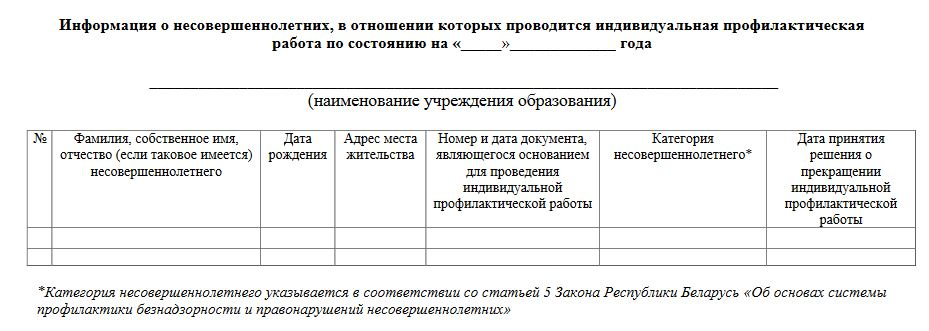 Информация о несовершеннолетних, в отношении которых проводится индивидуальная профилактическая
работа по состоянию на «_____»_____________ года
(наименование учреждения образования)
№
Фамилия, собственное имя,
отчество (если таковое имеется)
несовершеннолетнего
Дата
рождения
Адрес места
жительства
Номер и дата документа,
являющегося основанием
для проведения
индивидуальной
профилактической работы
Категория
несовершеннолетнего*
Дата принятия
решения о
прекращении
индивидуальной
профилактической
работы
*Категория несовершеннолетнего указывается в соответствии со статьей 5 Закона Республики Беларусь «Об основах системы
профилактики безнадзорности и правонарушений несовершеннолетних»